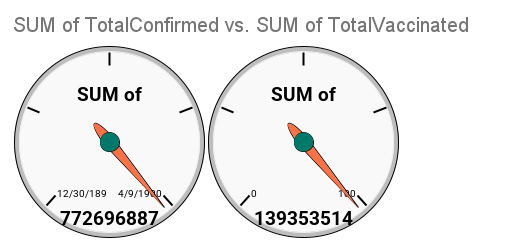 SUM of TotalConfirmed vs. SUM of TotalVaccinated
SUM of
SUM of
12/30/189 4/9/1900
0 100
772696887
139353514